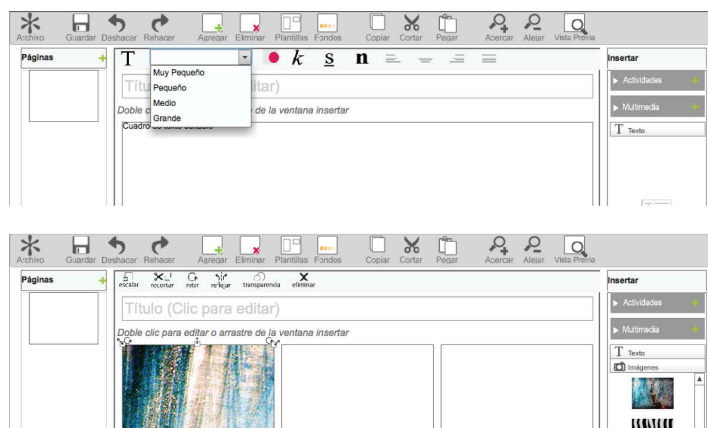 Archivo Guardar Deshacer Rehacer Agregar Eliminar Plantillas Fondos Copiar Cortar Pegar Acercar Alejar Vista Previa
Páginas + T k s n Insertar
Muy Pequeño
Pequeño
Medio
Grande
Títu itar)
Doble c de la ventana insertar
Cuadro de texto editable
Actividades +
Multimedia +
T Texto
Archivo Guardar Deshacer Rehacer Agregar Eliminar Plantillas Fondos Copiar Cortar Pegar Acercar Alejar Vista Previa
Páginas + escalar recortar rotar reflejar transparencia eliminar Insertar
Título (Clic para editar)
Doble clic para editar o arrastre de la ventana insertar
Actividades +
Multimedia +
T Texto
Imágenes